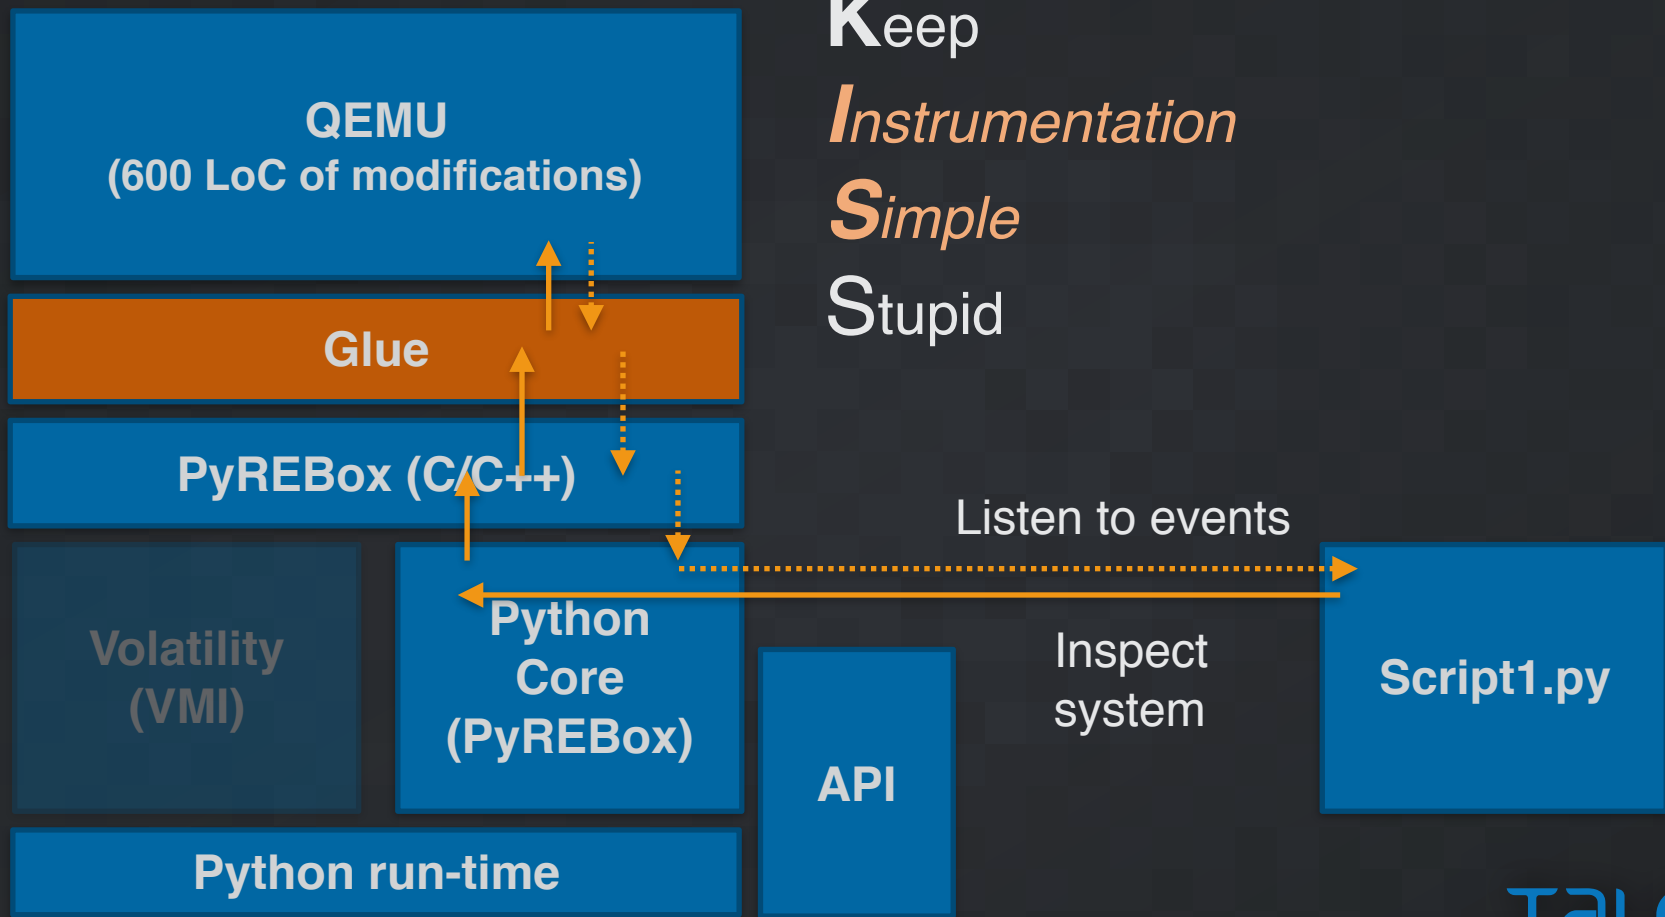 QEMU
(600 LoC of modifications)
Glue
PyREBox (C/C++)
Volatility
(VMI)
Python
Core
(PyREBox)
API
Python run-time
Keep
Instrumentation
Simple
Stupid
Listen to events
Inspect
system
Script1.py